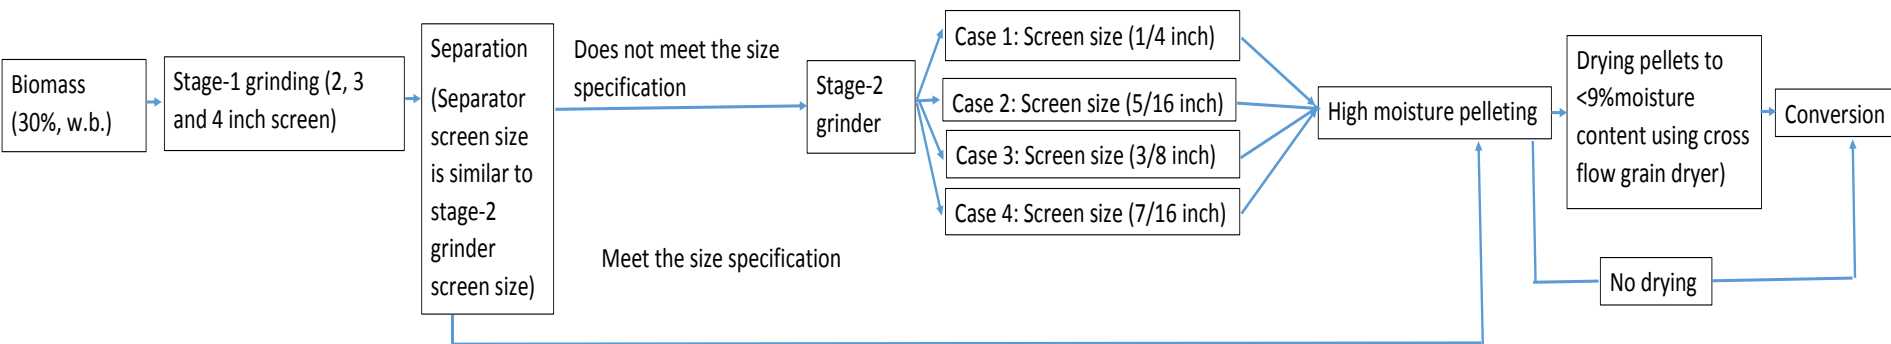 Biomass
(30%, w.b.)
Stage-1 grinding (2, 3
and 4 inch screen)
Separation
(Separator
screen size
is similar to
stage-2
grinder
screen size)
Does not meet the size
specification
Meet the size specification
Stage-2
grinder
Case 1: Screen size (1/4 inch)
Case 2: Screen size (5/16 inch)
Case 3: Screen size (3/8 inch)
Case 4: Screen size (7/16 inch)
High moisture pelleting
Drying pellets to
<9%moisture
content using cross
flow grain dryer)
No drying
Conversion